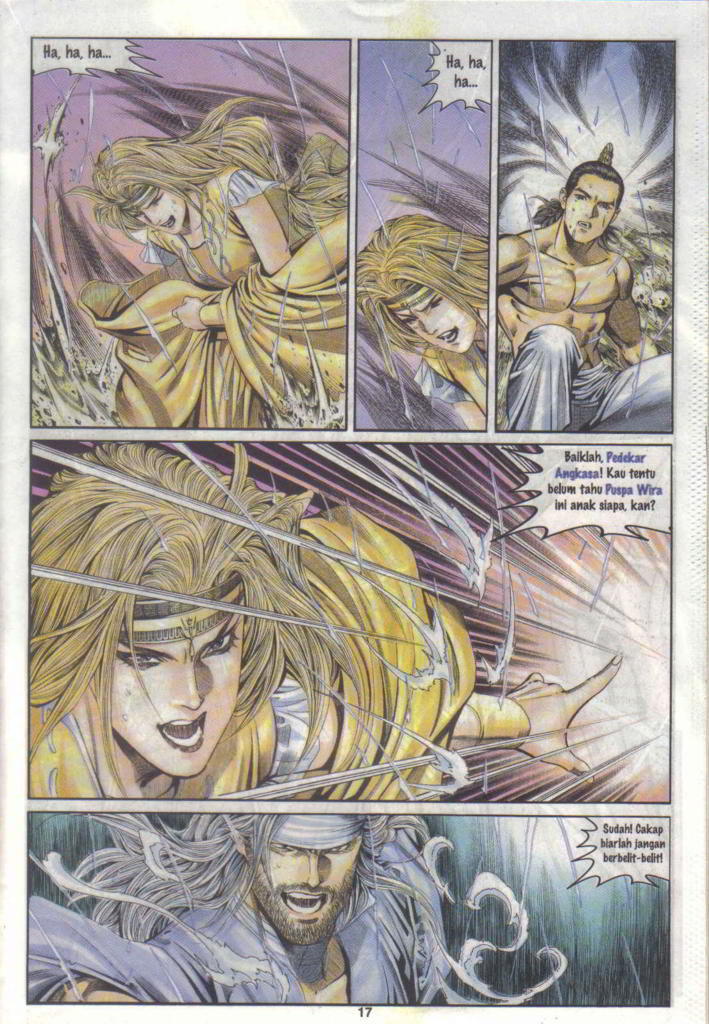 Ha, ha, ha...
Ha, ha,
ha...
Baiklah, Pedekar
Angkasa! Kau tentu
belum tahu Puspa Wira
ini anak siapa, kan?
Sudah! Cakap
biarlah jangan
berbelit-belit!
17